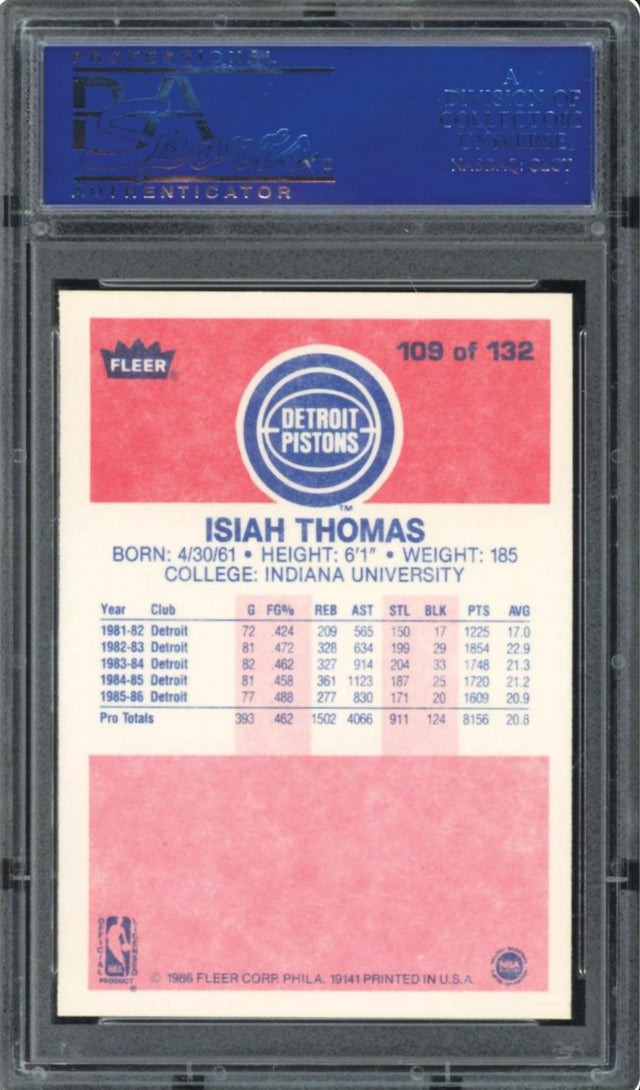 PROFESSIONAL
PSA
Sports
AUTHENTICATOR
A
DIVISION OF
COLLECTORS
UNIVERSE
NASDAQ: CLCT
FLEER®
109 of 132
DETROIT
PISTONS
TM
ISIAH THOMAS
BORN: 4/30/61 • HEIGHT: 6'1" • WEIGHT: 185
COLLEGE: INDIANA UNIVERSITY
Year Club G FG% REB AST STL BLK PTS AVG
1981-82 Detroit 72 .424 209 565 150 17 1225 17.0
1982-83 Detroit 81 .472 328 634 199 29 1854 22.9
1983-84 Detroit 82 .462 327 914 204 33 1748 21.3
1984-85 Detroit 81 .458 361 1123 187 25 1720 21.2
1985-86 Detroit 77 .488 277 830 171 20 1609 20.9
Pro Totals 393 .462 1502 4066 911 124 8156 20.8
OFFICIAL
NBA
LICENSED
PRODUCT®
© 1986 FLEER CORP. PHILA. 19141 PRINTED IN U.S.A.
NBA